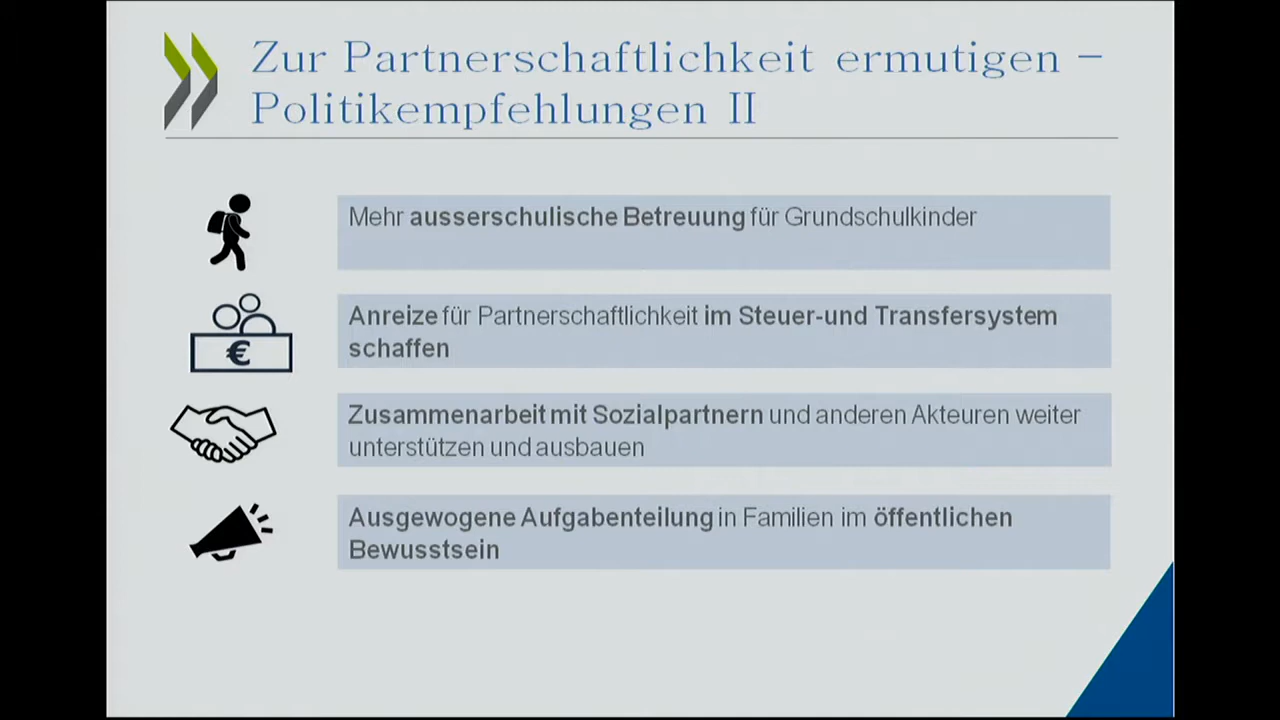 Zur Partnerschaftlichkeit ermutigen –
Politikempfehlungen II
Mehr ausserschulische Betreuung für Grundschulkinder
Anreize für Partnerschaftlichkeit im Steuer-und Transfersystem
schaffen
€
Zusammenarbeit mit Sozialpartnern und anderen Akteuren weiter
unterstützen und ausbauen
Ausgewogene Aufgabenteilung in Familien im öffentlichen
Bewusstsein